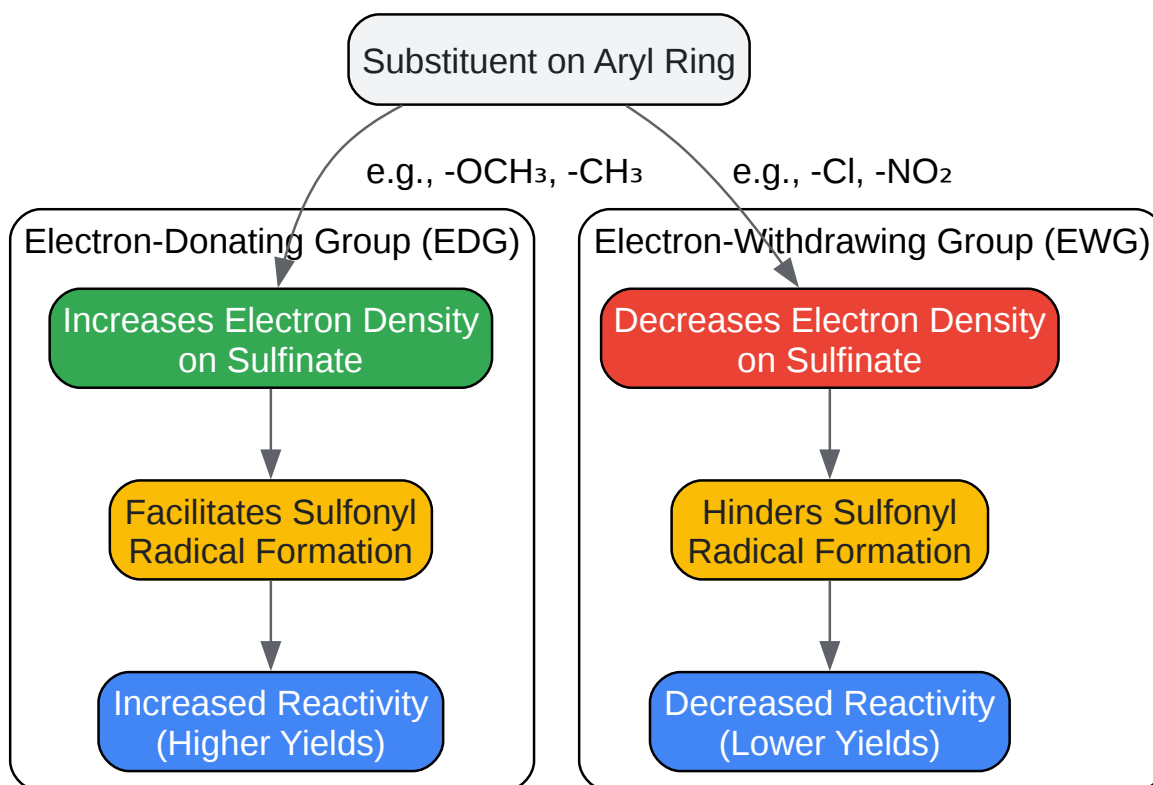 Substituent on Aryl Ring
e.g., -OCH₃, -CH₃
e.g., -Cl, -NO₂
Electron-Donating Group (EDG)
Increases Electron Density
on Sulfinate
Facilitates Sulfonyl
Radical Formation
Increased Reactivity
(Higher Yields)
Electron-Withdrawing Group (EWG)
Decreases Electron Density
on Sulfinate
Hinders Sulfonyl
Radical Formation
Decreased Reactivity
(Lower Yields)